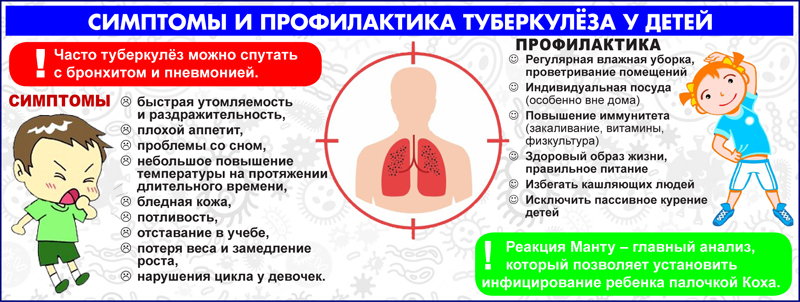 СИМПТОМЫ И ПРОФИЛАКТИКА ТУБЕРКУЛЁЗА У ДЕТЕЙ
! Часто туберкулёз можно спутать
с бронхитом и пневмонией.
СИМПТОМЫ
быстрая утомляемость
и раздражительность,
плохой аппетит,
проблемы со сном,
небольшое повышение
температуры на протяжении
длительного времени,
бледная кожа,
потливость,
отставание в учебе,
потеря веса и замедление
роста,
нарушения цикла у девочек.
ПРОФИЛАКТИКА
Регулярная влажная уборка,
проветривание помещений
Индивидуальная посуда
(особенно вне дома)
Повышение иммунитета
(закаливание, витамины,
физкультура)
Здоровый образ жизни,
правильное питание
Избегать кашляющих людей
Исключить пассивное курение
детей
! Реакция Манту – главный анализ,
который позволяет установить
инфицирование ребенка палочкой Коха.